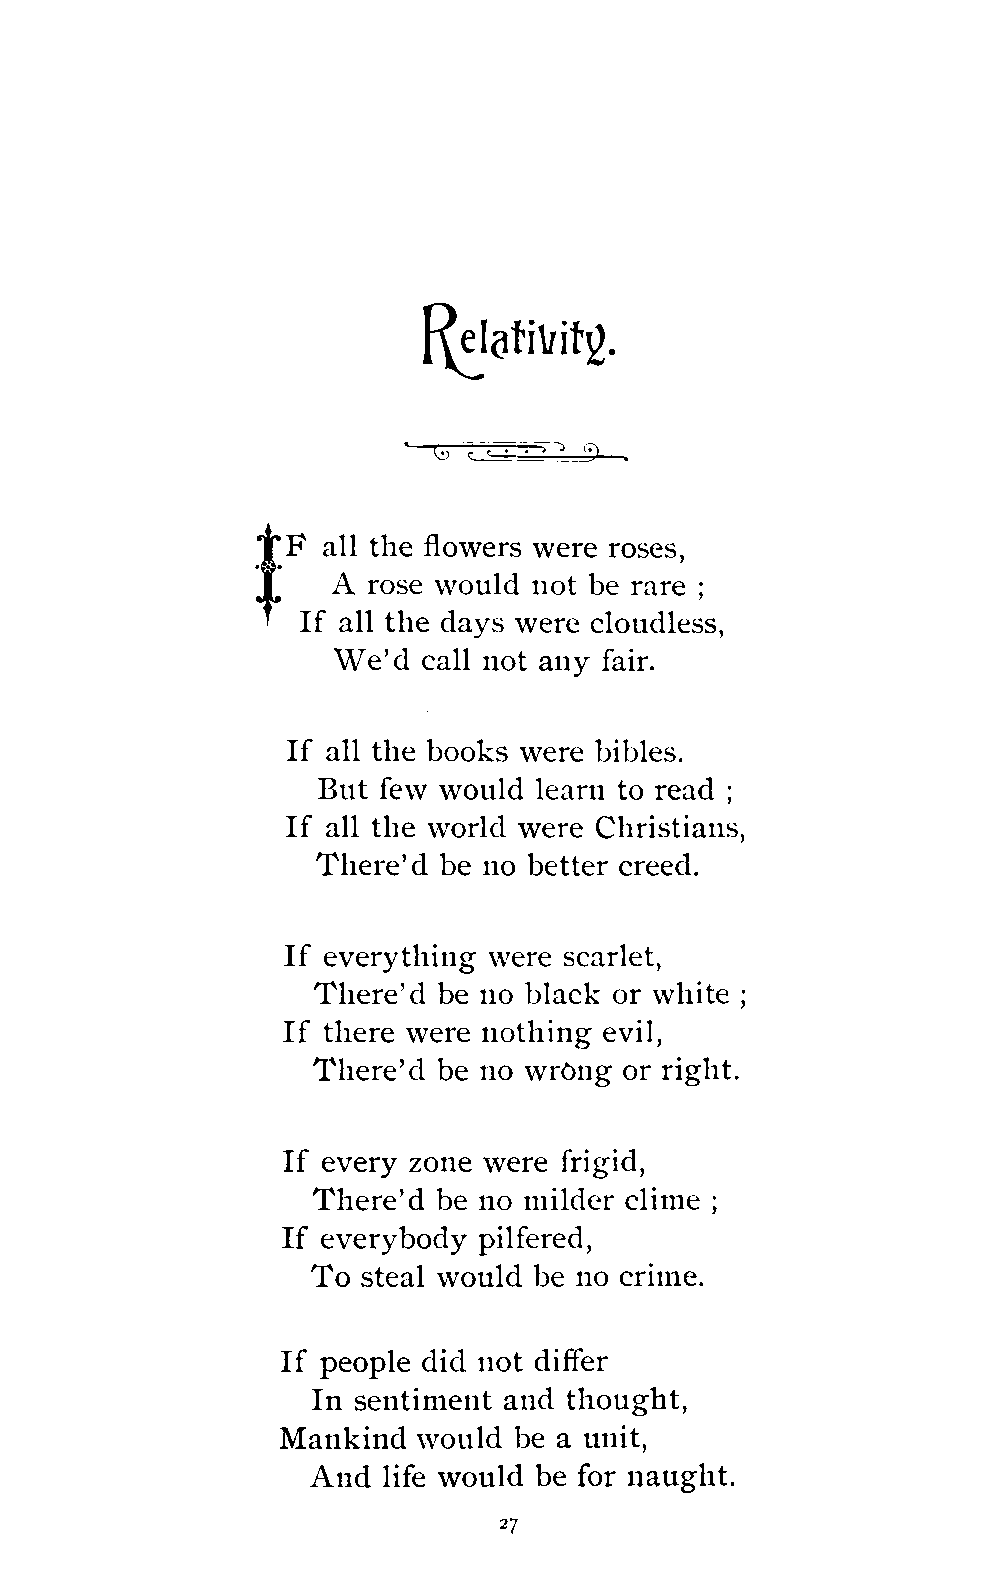 Relativity.
IF all the flowers were roses,
A rose would not be rare ;
If all the days were cloudless,
We'd call not any fair.
If all the books were bibles.
But few would learn to read ;
If all the world were Christians,
There'd be no better creed.
If everything were scarlet,
There'd be no black or white ;
If there were nothing evil,
There'd be no wrong or right.
If every zone were frigid,
There'd be no milder clime ;
If everybody pilfered,
To steal would be no crime.
If people did not differ
In sentiment and thought,
Mankind would be a unit,
And life would be for naught.
27